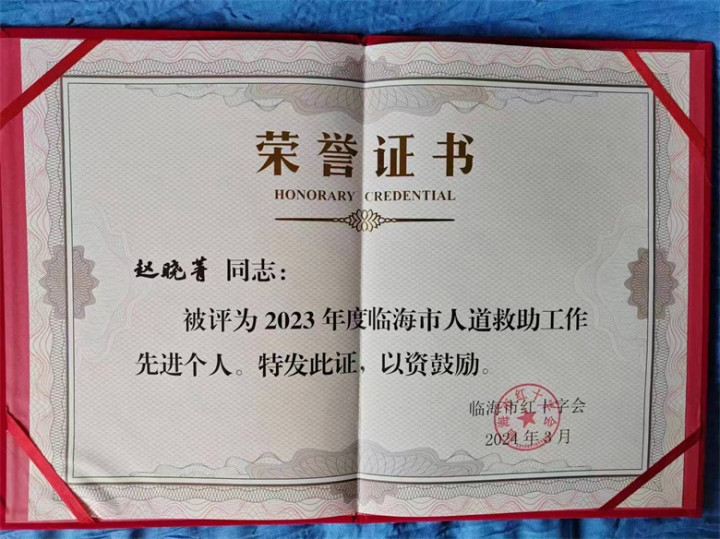 荣誉证书
HONORARY CREDENTIAL
赵晓菁 同志：
被评为 2023 年度临海市人道救助工作
先进个人。特发此证，以资鼓励。
临海市红十字会
2024 年 3 月